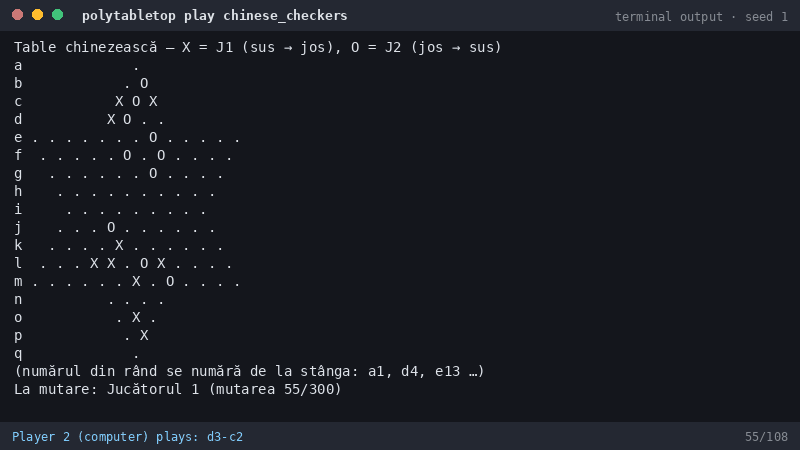 polytabletop play chinese_checkers
terminal output · seed 1
Table chinezească — X = J1 (sus → jos), O = J2 (jos → sus)
a             .
b            . O
c           X O X
d          X O . .
e . . . . . . . O . . . . .
f  . . . . . O . O . . . .
g   . . . . . . O . . . .
h    . . . . . . . . . .
i     . . . . . . . . .
j    . . . O . . . . . .
k   . . . . X . . . . . .
l  . . . X X . O X . . . .
m . . . . . . X . O . . . .
n          . . . .
o           . X .
p            . X
q             .
(numărul din rând se numără de la stânga: a1, d4, e13 …)
La mutare: Jucătorul 1 (mutarea 55/300)
Player 2 (computer) plays: d3-c2
55/108